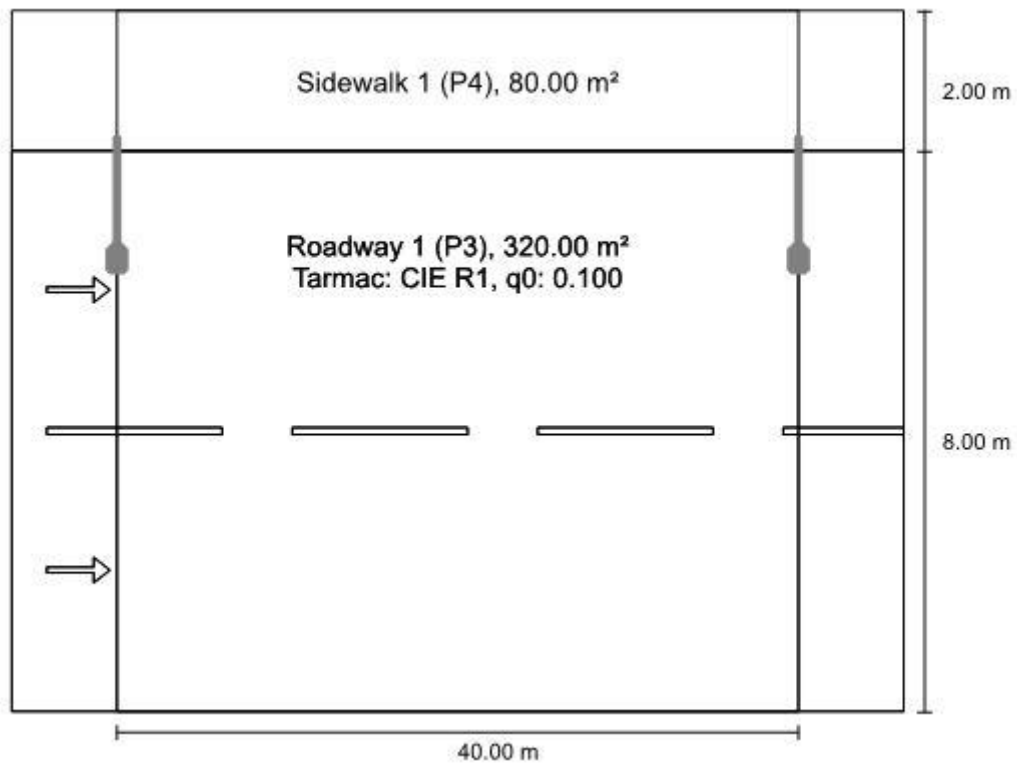 Sidewalk 1 (P4), 80.00 m²
2.00 m
Roadway 1 (P3), 320.00 m²
Tarmac: CIE R1, q0: 0.100
8.00 m
40.00 m